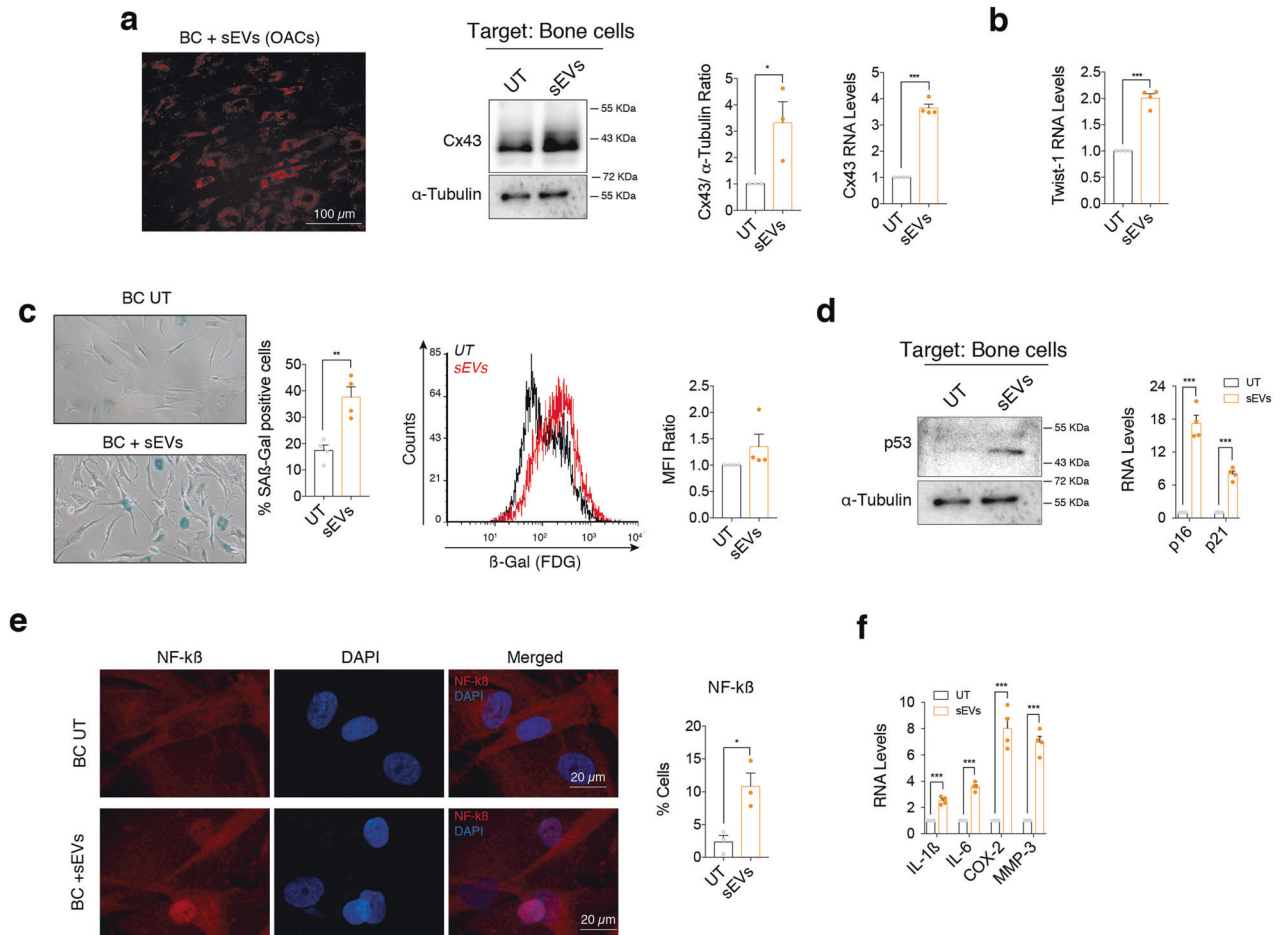 a
BC + sEVs (OACs)
100 µm
Target: Bone cells
UT
sEVs
Cx43
α-Tubulin
55 KDa
43 KDa
72 KDa
55 KDa
Cx43/ α-Tubulin Ratio
5
4
3
2
1
0
*
UT
sEVs
Cx43 RNA Levels
5
4
3
2
1
0
***
UT
sEVs
b
Twist-1 RNA Levels
2.5
2.0
1.5
1.0
0.5
0.0
***
UT
sEVs
c
BC UT
BC + sEVs
% SAß-Gal positive cells
50
40
30
20
10
0
**
UT
sEVs
UT
sEVs
Counts
85
64
43
21
0
10¹
10²
10³
10⁴
ß-Gal (FDG)
MFI Ratio
2.5
2.0
1.5
1.0
0.5
0.0
UT
sEVs
d
Target: Bone cells
UT
sEVs
p53
α-Tubulin
55 KDa
43 KDa
72 KDa
55 KDa
RNA Levels
24
18
12
6
0
UT
sEVs
***
***
p16
p21
e
NF-kß
DAPI
Merged
BC UT
NF-kß
DAPI
20 µm
BC +sEVs
NF-kß
DAPI
20 µm
NF-kß
% Cells
20
15
10
5
0
*
UT
sEVs
f
RNA Levels
10
8
6
4
2
0
UT
sEVs
***
***
***
***
IL-1ß
IL-6
COX-2
MMP-3